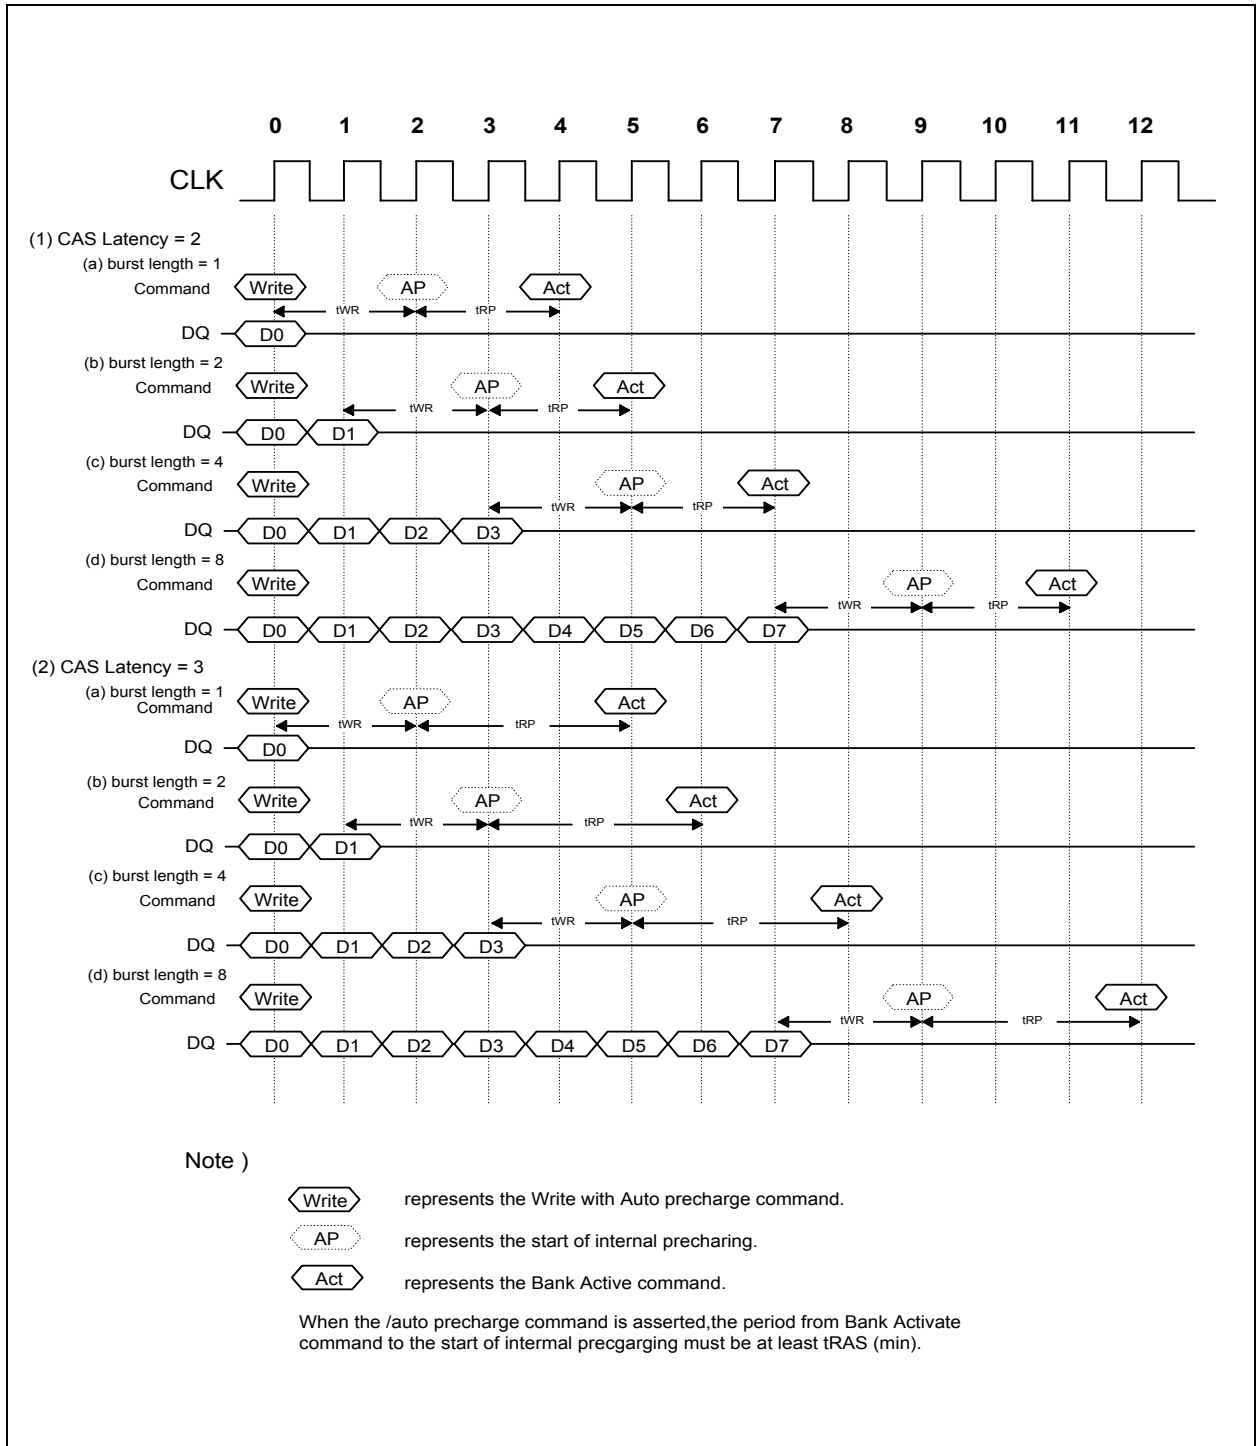 0 1 2 3 4 5 6 7 8 9 10 11 12
CLK
(1) CAS Latency = 2
(a) burst length = 1
Command Write AP Act
tWR tRP
DQ D0
(b) burst length = 2
Command Write AP Act
tWR tRP
DQ D0 D1
(c) burst length = 4
Command Write AP Act
tWR tRP
DQ D0 D1 D2 D3
(d) burst length = 8
Command Write AP Act
tWR tRP
DQ D0 D1 D2 D3 D4 D5 D6 D7
(2) CAS Latency = 3
(a) burst length = 1
Command Write AP Act
tWR tRP
DQ D0
(b) burst length = 2
Command Write AP Act
tWR tRP
DQ D0 D1
(c) burst length = 4
Command Write AP Act
tWR tRP
DQ D0 D1 D2 D3
(d) burst length = 8
Command Write AP Act
tWR tRP
DQ D0 D1 D2 D3 D4 D5 D6 D7
Note )
Write represents the Write with Auto precharge command.
AP represents the start of internal precharing.
Act represents the Bank Active command.
When the /auto precharge command is asserted,the period from Bank Activate
command to the start of intermal precgarging must be at least tRAS (min).